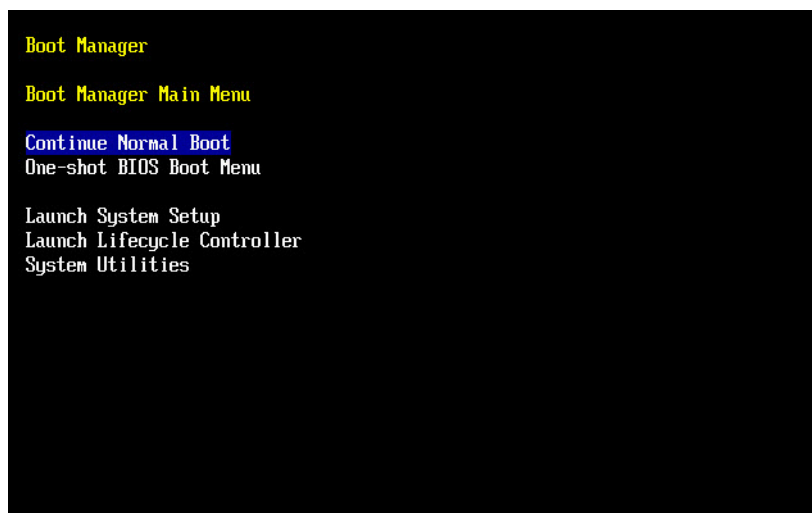 Boot Manager
Boot Manager Main Menu
Continue Normal Boot
One-shot BIOS Boot Menu
Launch System Setup
Launch Lifecycle Controller
System Utilities